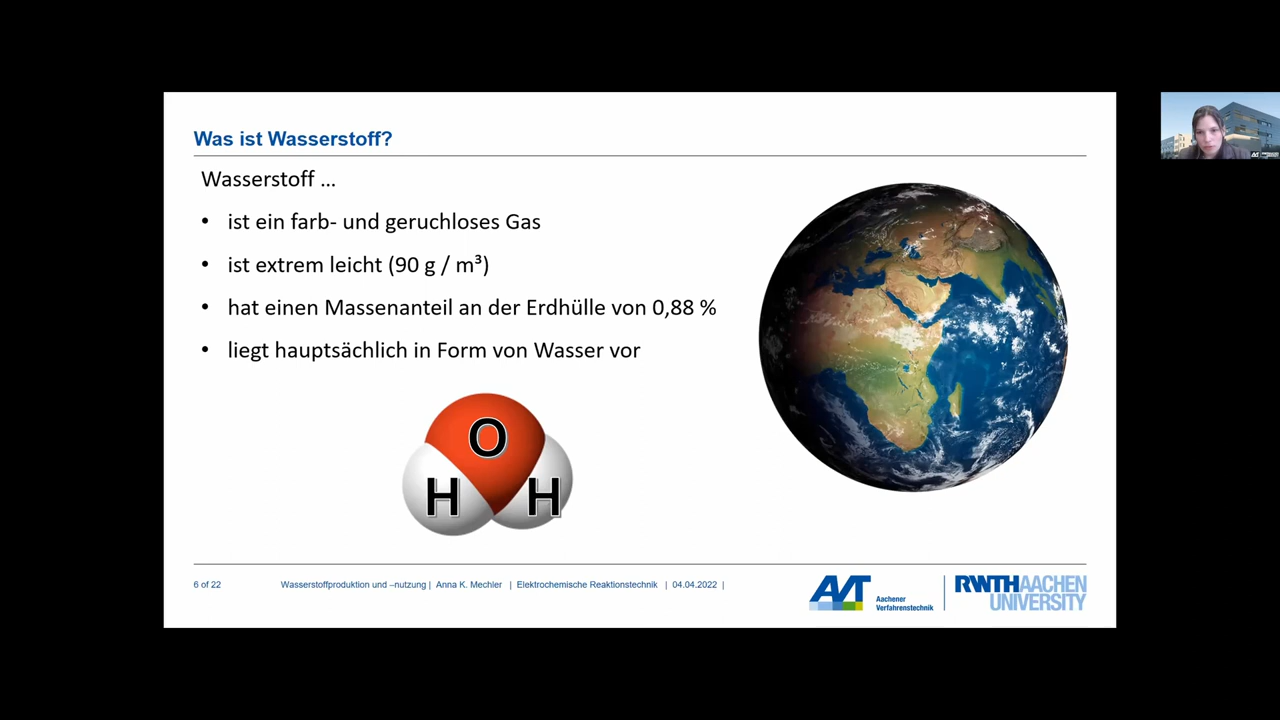 Was ist Wasserstoff?
Wasserstoff ...
• ist ein farb- und geruchloses Gas
• ist extrem leicht (90 g / m³)
• hat einen Massenanteil an der Erdhülle von 0,88 %
• liegt hauptsächlich in Form von Wasser vor
O
H H
6 of 22 Wasserstoffproduktion und –nutzung | Anna K. Mechler | Elektrochemische Reaktionstechnik | 04.04.2022 |
AVT Aachener
Verfahrenstechnik
RWTH AACHEN
UNIVERSITY